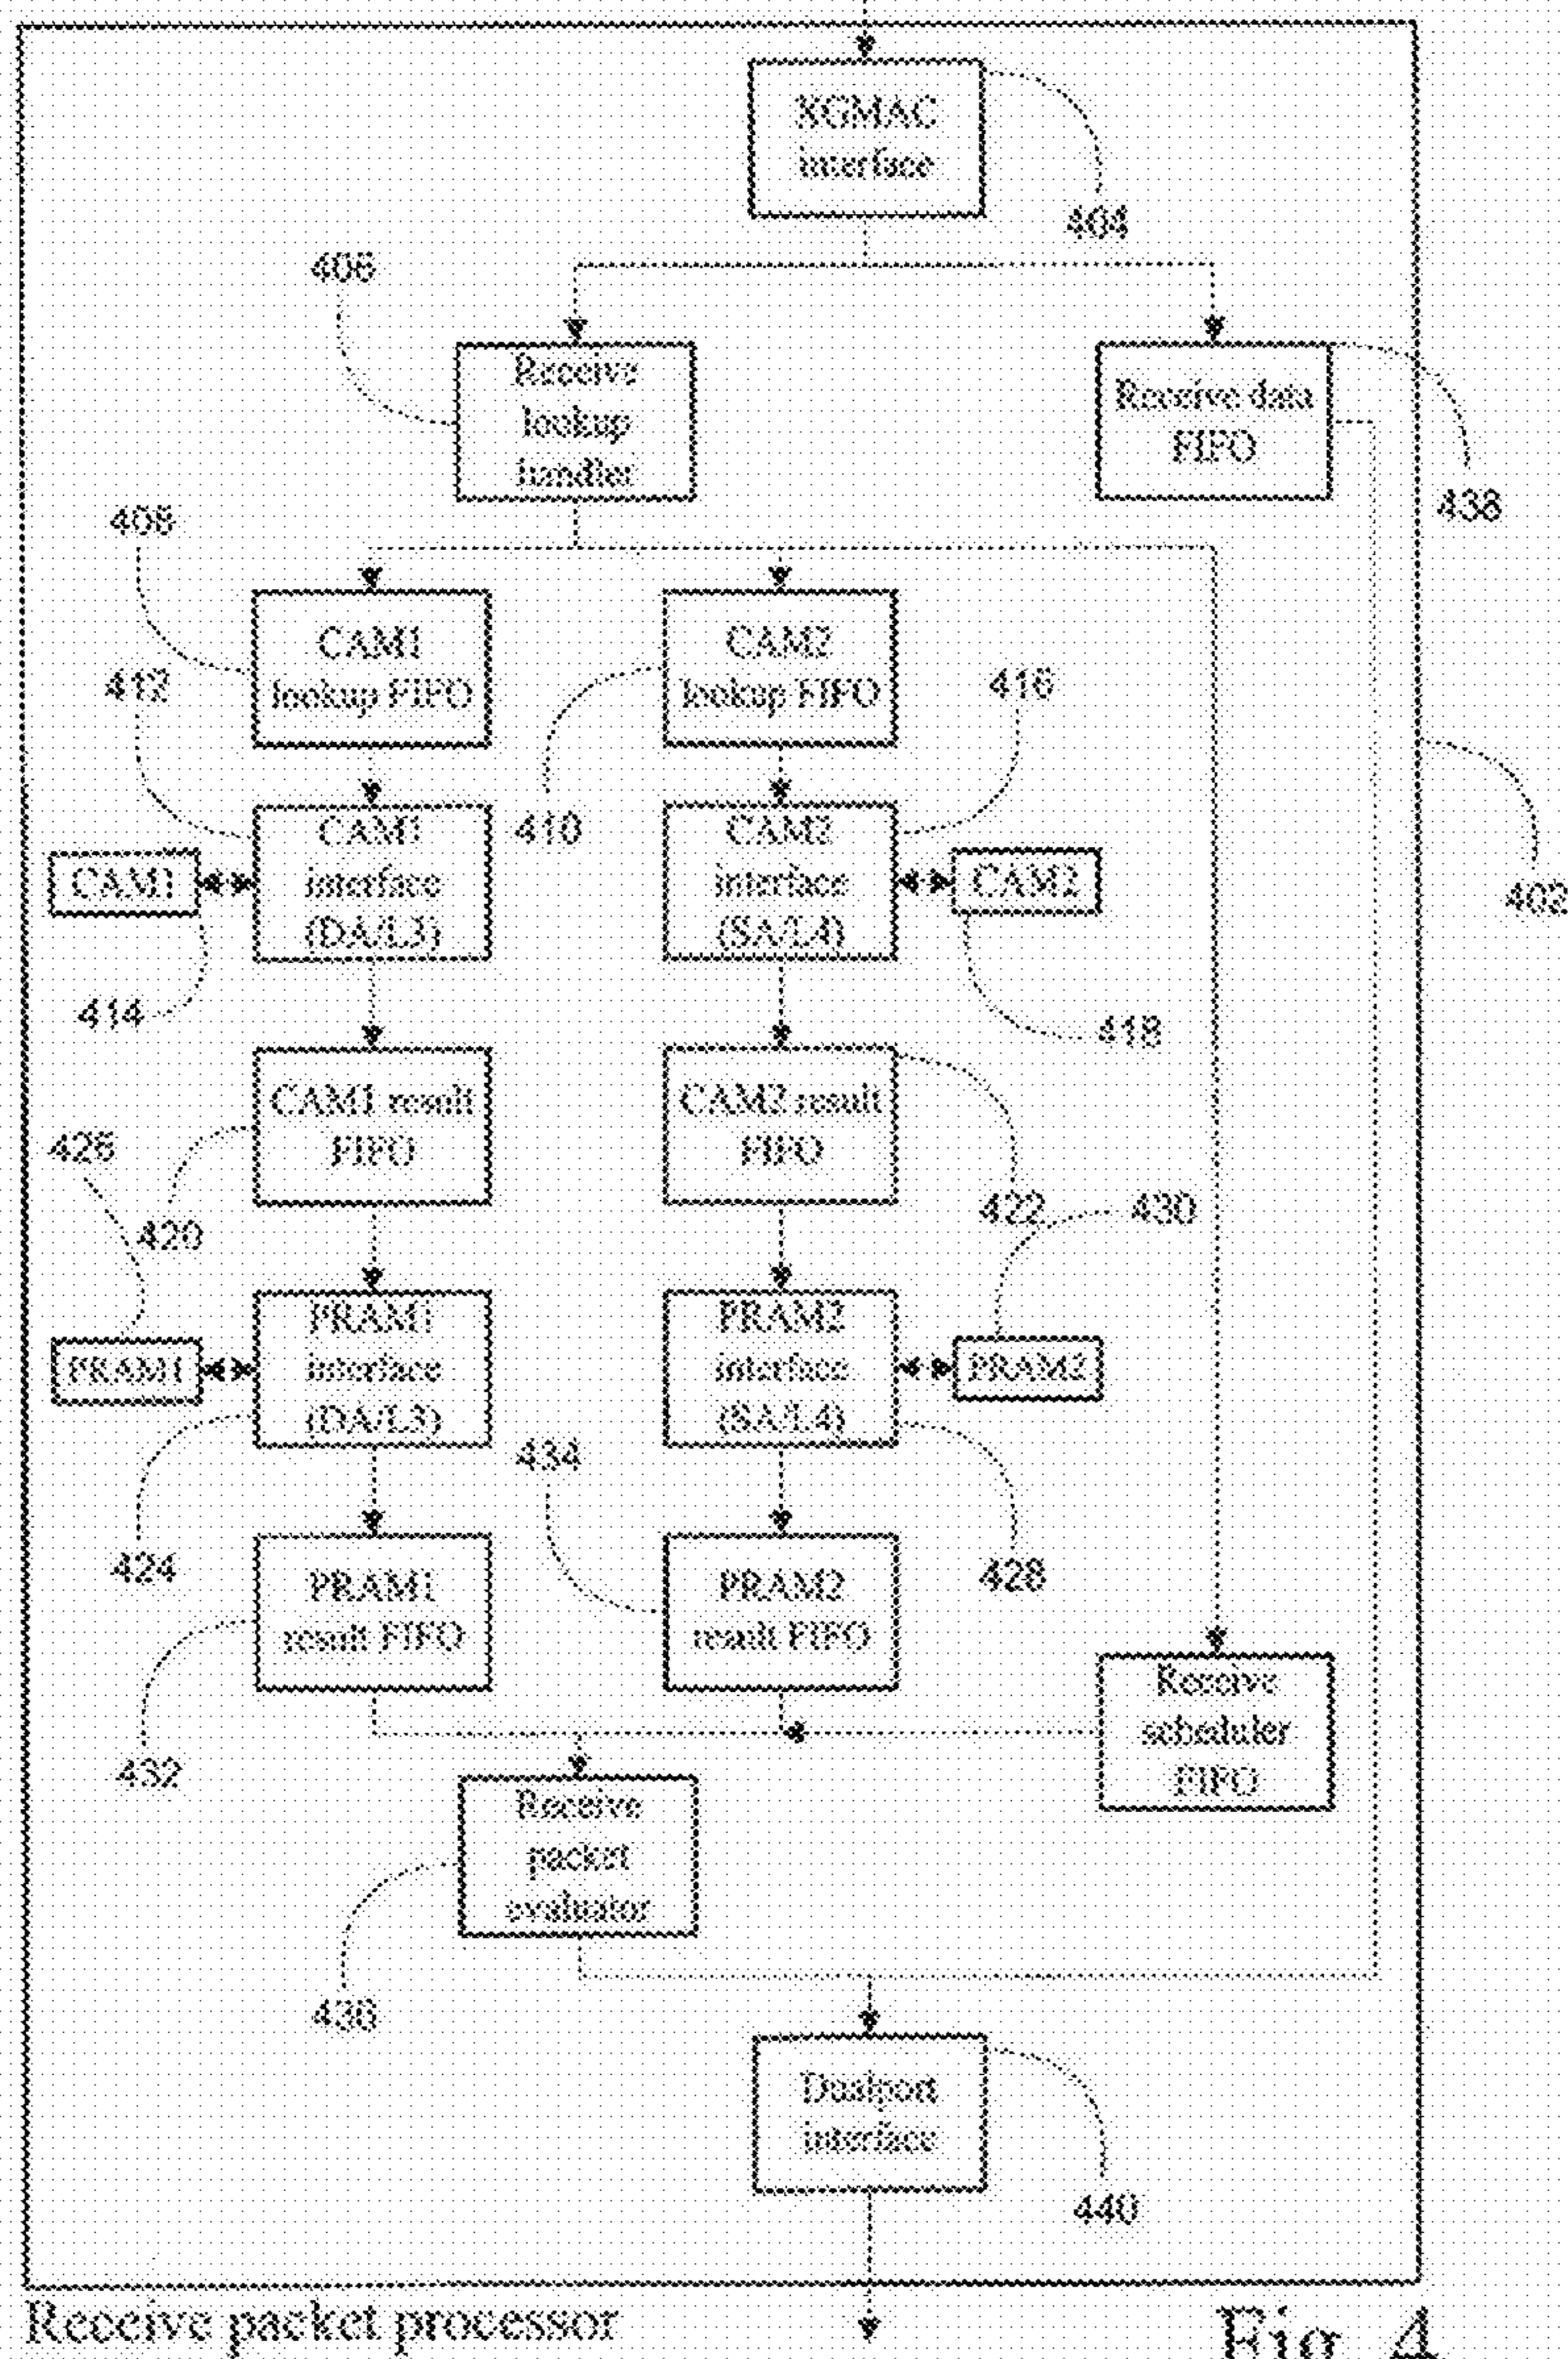 XGMAC
interface
404
406
Receive
lookup
handler
Receive data
FIFO
438
408
CAM1
lookup FIFO
CAM2
lookup FIFO
412
416
410
CAM1
interface
(DA/L3)
CAM2
interface
(SA/L4)
CAM1
CAM2
402
414
418
CAM1 result
FIFO
CAM2 result
FIFO
426
420
422
430
PRAM1
interface
(DA/L3)
PRAM2
interface
(SA/L4)
PRAM1
PRAM2
434
424
428
PRAM1
result FIFO
PRAM2
result FIFO
Receive
scheduler
FIFO
432
Receive
packet
evaluator
436
Dualport
interface
440
Receive packet processor
Fig. 4